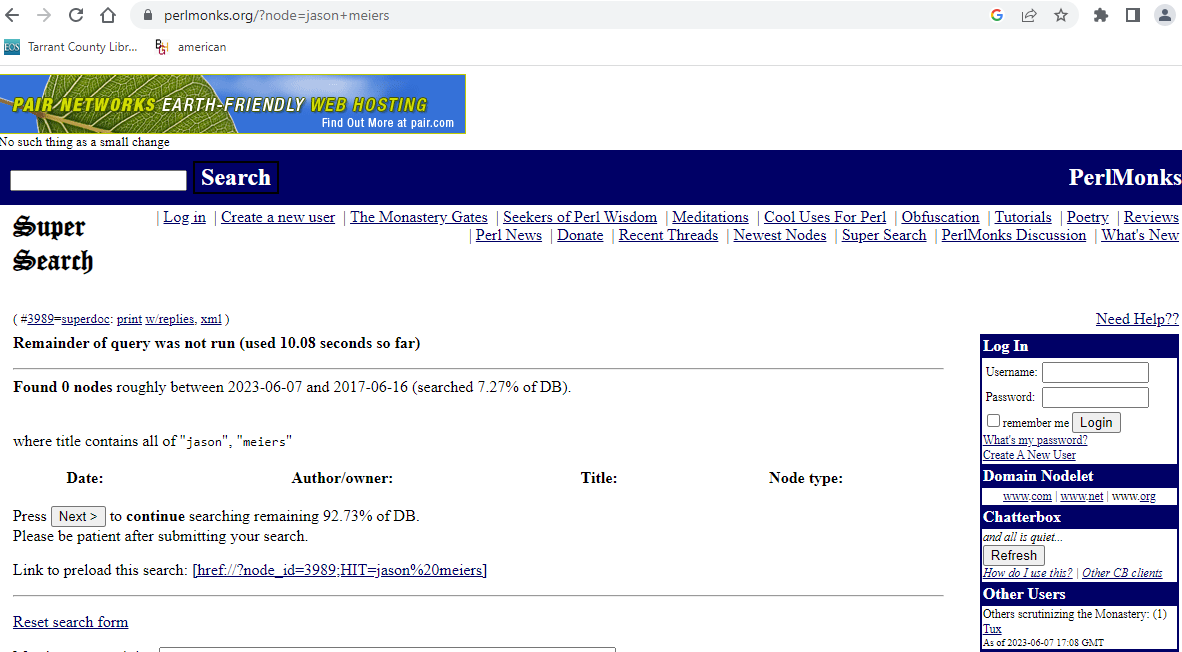 perlmonks.org/?node=jason+meiers
EOS Tarrant County Libr... american
PAIR NETWORKS EARTH-FRIENDLY WEB HOSTING
Find Out More at pair.com
No such thing as a small change
Search PerlMonks
Super
Search
| Log in | Create a new user | The Monastery Gates | Seekers of Perl Wisdom | Meditations | Cool Uses For Perl | Obfuscation | Tutorials | Poetry | Reviews
| Perl News | Donate | Recent Threads | Newest Nodes | Super Search | PerlMonks Discussion | What's New
( #3989=superdoc: print w/replies, xml )
Need Help??
Remainder of query was not run (used 10.08 seconds so far)
Found 0 nodes roughly between 2023-06-07 and 2017-06-16 (searched 7.27% of DB).
where title contains all of "jason", "meiers"
Date: Author/owner: Title: Node type:
Press Next > to continue searching remaining 92.73% of DB.
Please be patient after submitting your search.
Link to preload this search: [href://?node_id=3989;HIT=jason%20meiers]
Reset search form
Log In
Username:
Password:
remember me Login
What's my password?
Create A New User
Domain Nodelet
www.com | www.net | www.org
Chatterbox
and all is quiet...
Refresh
How do I use this? | Other CB clients
Other Users
Others scrutinizing the Monastery: (1)
Tux
As of 2023-06-07 17:08 GMT